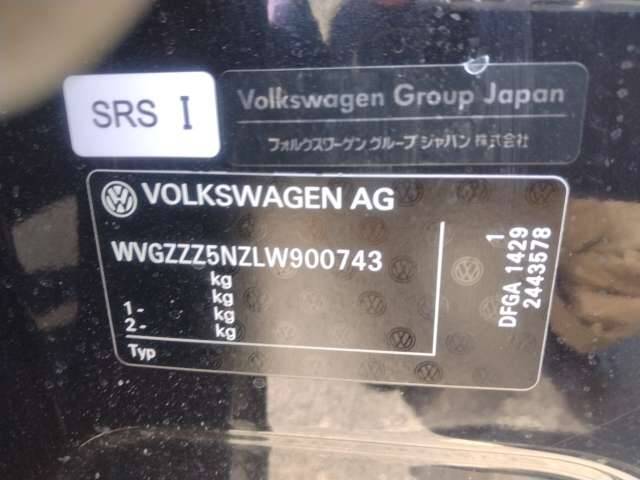 SRS I
Volkswagen Group Japan
フォルクスワーゲン グループ ジャパン 株式会社
VOLKSWAGEN AG
WVGZZZ5NZLW900743
kg
kg
1- kg
2- kg
Typ
1
DFGA 1429
2443578